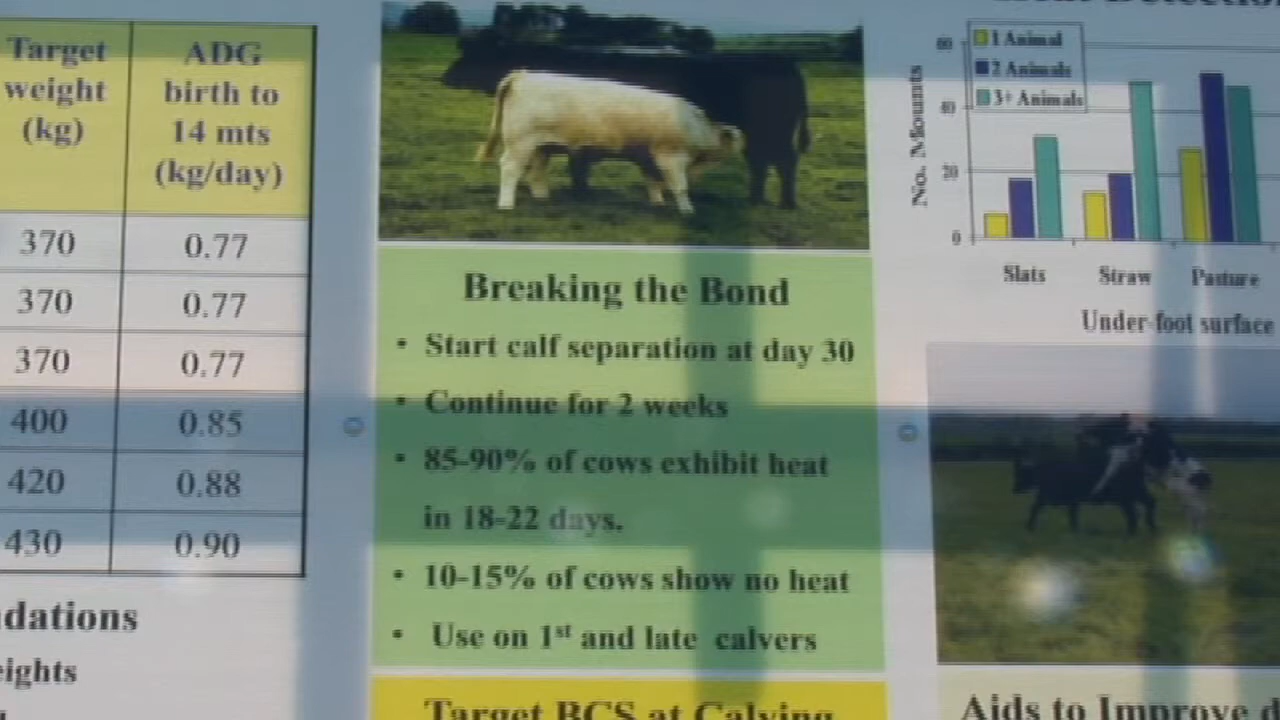 Target
weight
(kg)
ADG
birth to
14 mts
(kg/day)
370
0.77
370
0.77
370
0.77
400
0.85
420
0.88
430
0.90
dations
eights
Breaking the Bond
• Start calf separation at day 30
• Continue for 2 weeks
• 85-90% of cows exhibit heat
in 18-22 days.
• 10-15% of cows show no heat
• Use on 1st and late calvers
Target BCS at Calving
No. Mounts
60
40
20
0
1 Animal
2 Animals
3+ Animals
Slats
Straw
Pasture
Under foot surface
Aids to Improve d